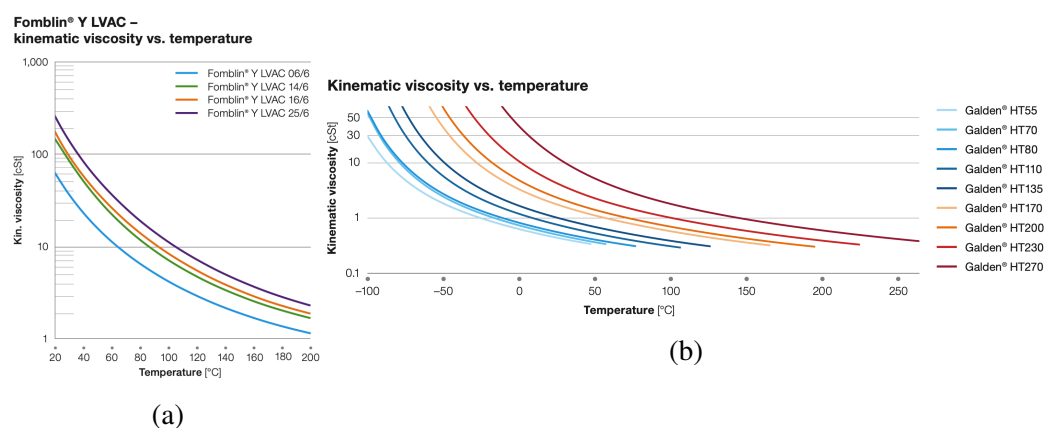 Fomblin® Y LVAC –
kinematic viscosity vs. temperature
1,000
100
10
1
Kin. viscosity [cSt]
Fomblin® Y LVAC 06/6
Fomblin® Y LVAC 14/6
Fomblin® Y LVAC 16/6
Fomblin® Y LVAC 25/6
20 40 60 80 100 120 140 160 180 200
Temperature [°C]
(a)
Kinematic viscosity vs. temperature
50
30
10
1
0.1
Kinematic viscosity [cSt]
–100 –50 0 50 100 150 200 250
Temperature [°C]
Galden® HT55
Galden® HT70
Galden® HT80
Galden® HT110
Galden® HT135
Galden® HT170
Galden® HT200
Galden® HT230
Galden® HT270
(b)